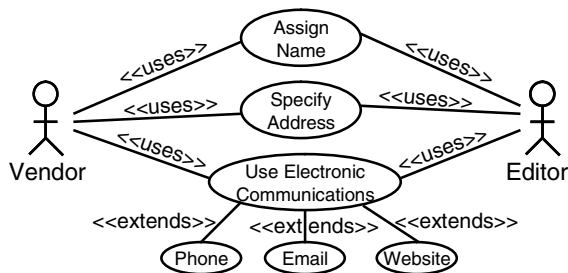 Assign
Name
<<uses>>
<<uses>>
Specify
Address
<<uses>>
<<uses>>
Vendor
Editor
<<uses>>
<<uses>>
Use Electronic
Communications
<<extends>>
<<extends>>
<<extends>>
Phone
Email
Website